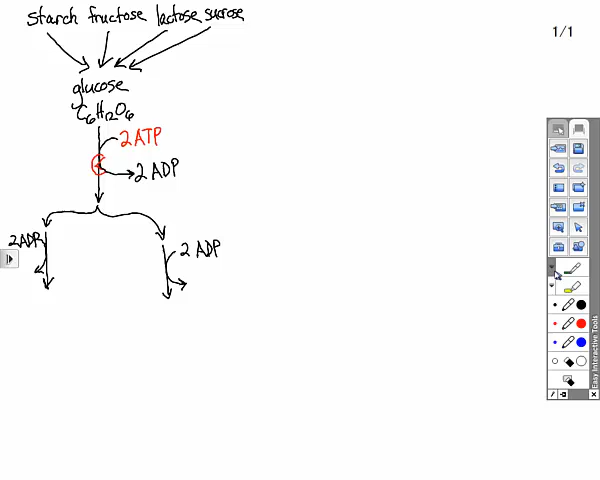 starch fructose lactose sucrose
1/1
glucose
C6H12O6
2 ATP
2 ADP
2 ADP
2 ADP
Easy Interactive Tools